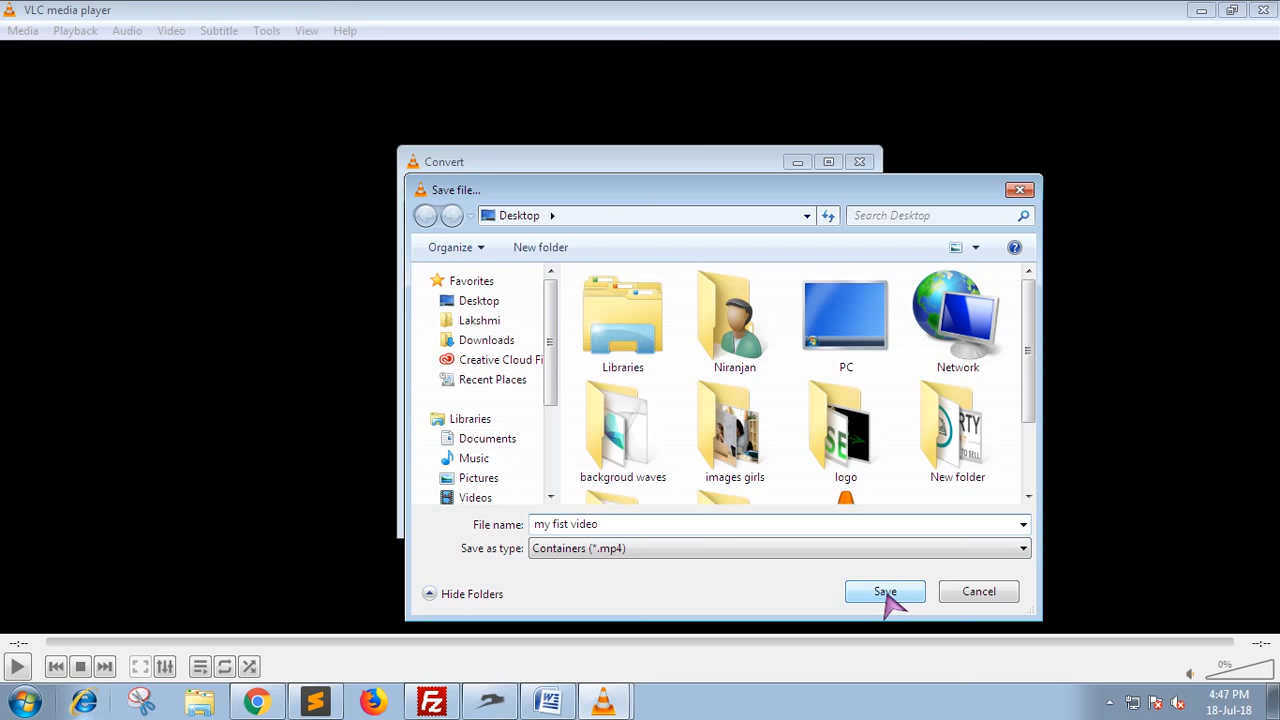 VLC media player
Media Playback Audio Video Subtitle Tools View Help
Convert
Save file...
Desktop
Search Desktop
Organize New folder
Favorites
Desktop
Lakshmi
Downloads
Creative Cloud Fi
Recent Places
Libraries
Documents
Music
Pictures
Videos
Libraries Niranjan PC Network
backgroud waves images girls logo New folder
File name: my fist video
Save as type: Containers (*.mp4)
Hide Folders
Save Cancel
--:-- --:--
0%
4:47 PM
18-Jul-18